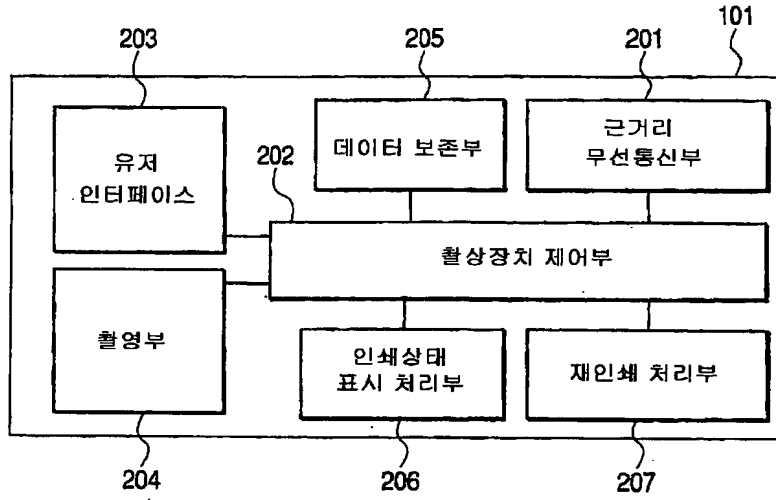 101
203
205
201
유저
인터페이스
202
데이터 보존부
근거리
무선통신부
촬상장치 제어부
촬영부
인쇄상태
표시 처리부
재인쇄 처리부
204
206
207